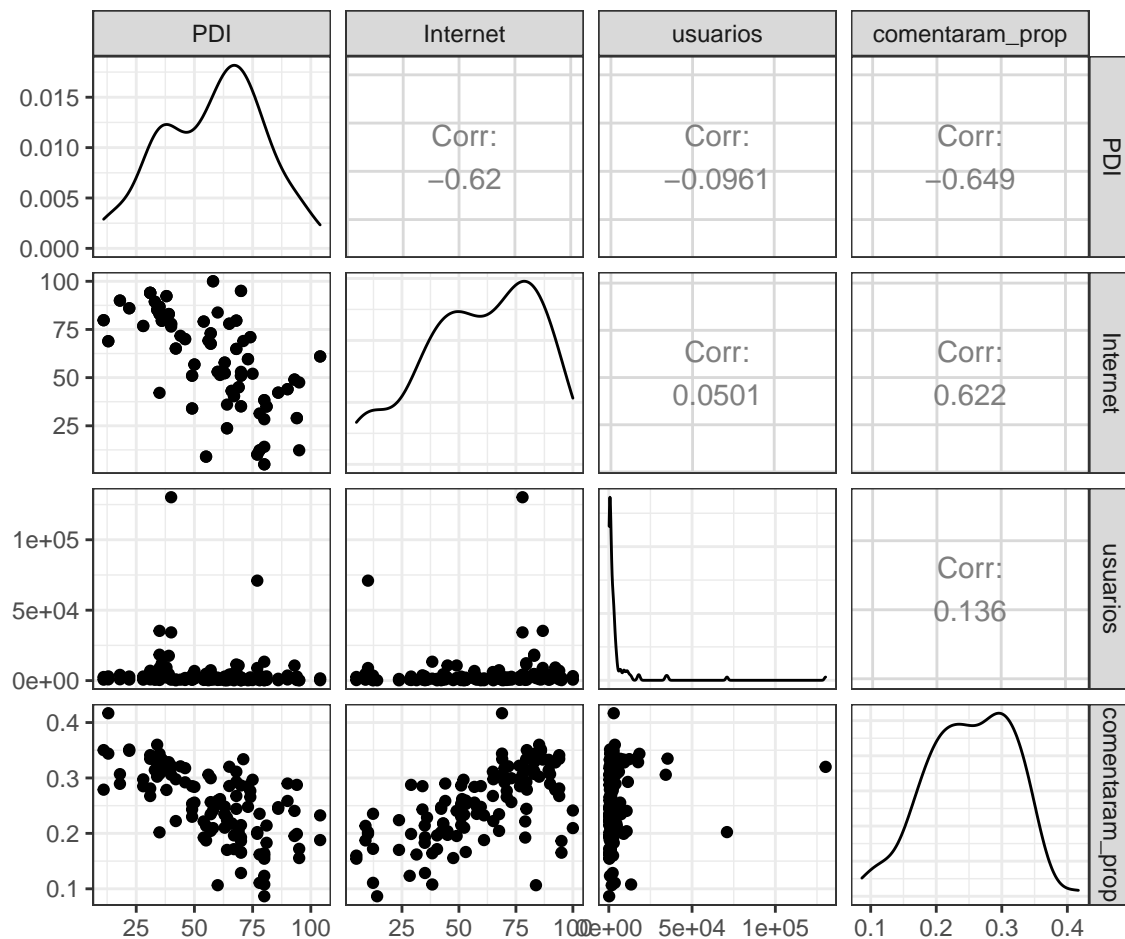 PDI Internet usuarios comentaram_prop
0.015
0.010
0.005
0.000
Corr:
−0.62
Corr:
−0.0961
Corr:
−0.649
PDI
100
75
50
25
Corr:
0.0501
Corr:
0.622
Internet
1e+05
5e+04
0e+00
Corr:
0.136
usuarios
0.4
0.3
0.2
0.1
comentaram_prop
25 50 75 100
25 50 75 100
0e+00 5e+04 1e+05
0.1 0.2 0.3 0.4